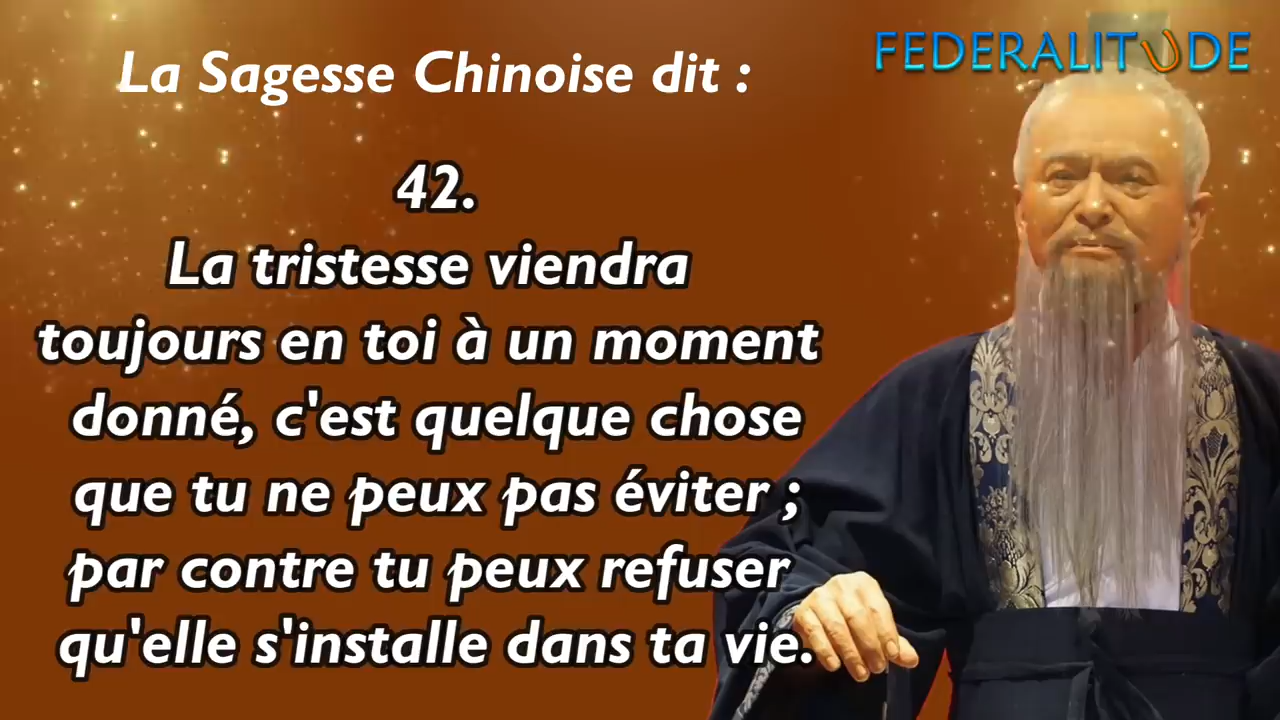 La Sagesse Chinoise dit :
FEDERALITUDE
42.
La tristesse viendra
toujours en toi à un moment
donné, c'est quelque chose
que tu ne peux pas éviter ;
par contre tu peux refuser
qu'elle s'installe dans ta vie.